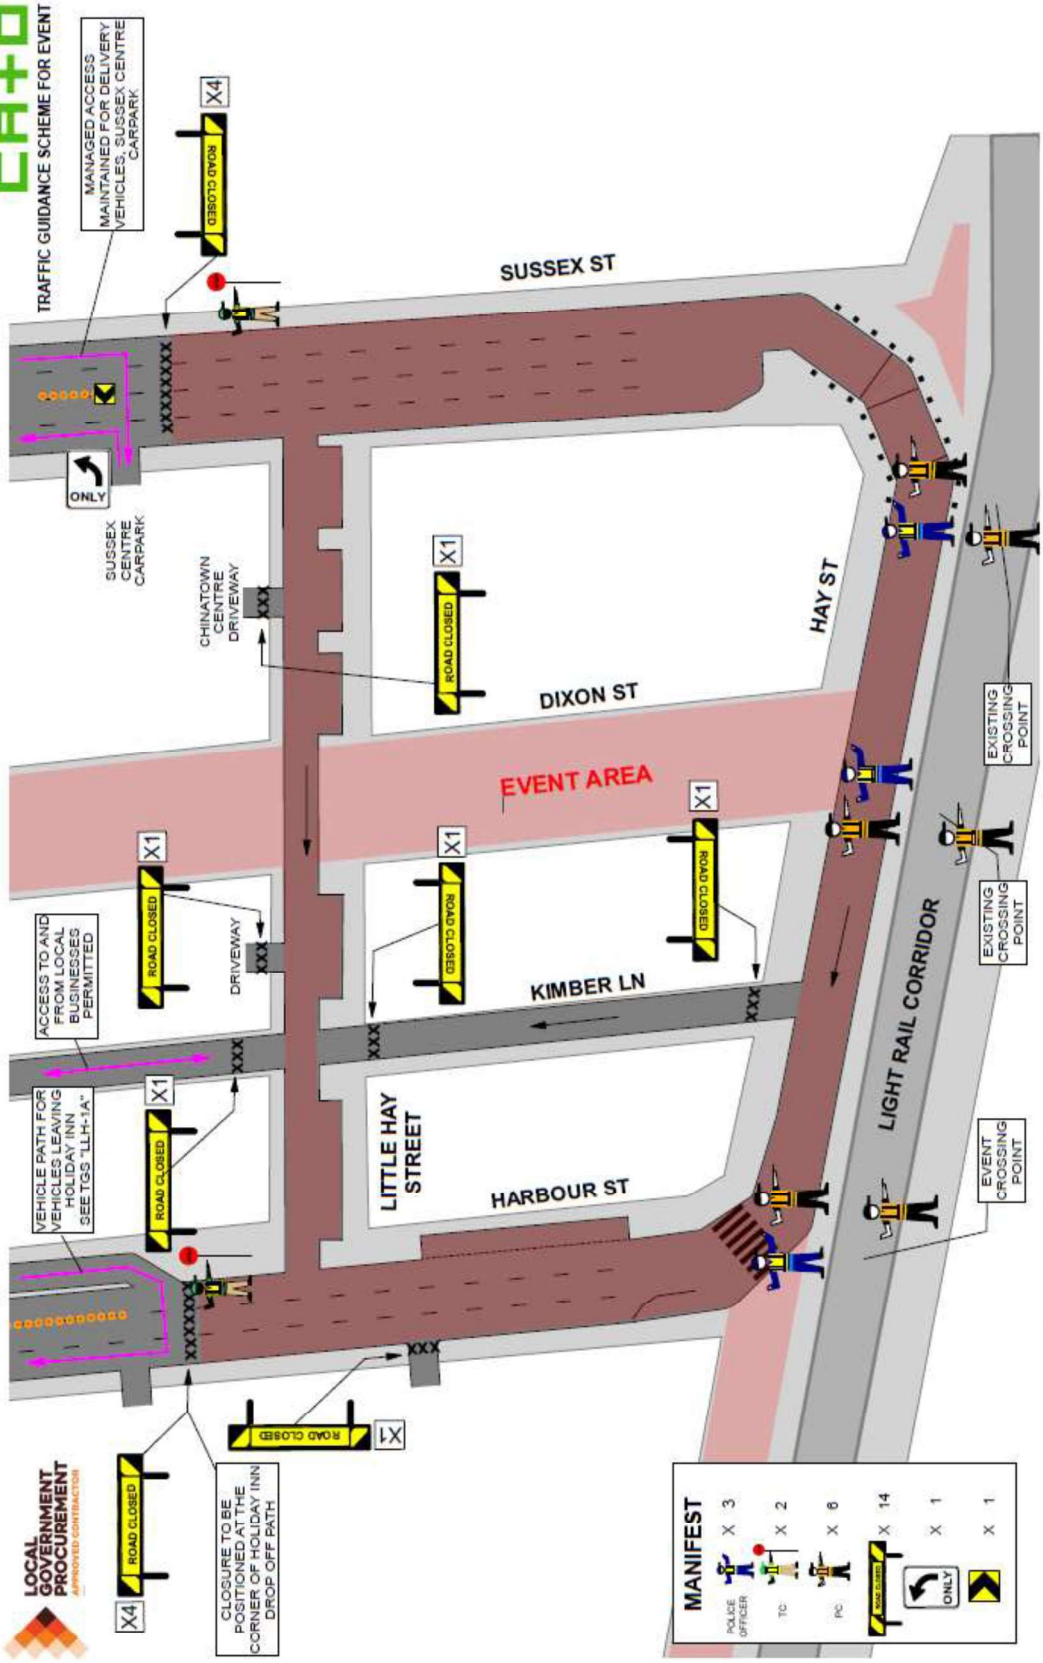 LOCAL
GOVERNMENT
PROCUREMENT
APPROVED CONTRACTOR
TRAFFIC GUIDANCE SCHEME FOR EVENT
VEHICLE PATH FOR
VEHICLES LEAVING
HOLIDAY INN
SEE TGS "LLH-1A"
ACCESS TO AND
FROM LOCAL
BUSINESSES
PERMITTED
MANAGED ACCESS
MAINTAINED FOR DELIVERY
VEHICLES, SUSSEX CENTRE
CARPARK
X4
ROAD CLOSED
ROAD CLOSED
X1
ROAD CLOSED
X1
ONLY
SUSSEX
CENTRE
CARPARK
ROAD CLOSED
X4
CLOSURE TO BE
POSITIONED AT THE
CORNER OF HOLIDAY INN
DROP OFF PATH
X1
ROAD CLOSED
DRIVEWAY
CHINATOWN
CENTRE
DRIVEWAY
LITTLE HAY
STREET
ROAD CLOSED
X1
ROAD CLOSED
X1
HARBOUR ST
KIMBER LN
EVENT AREA
DIXON ST
SUSSEX ST
ROAD CLOSED
X1
HAY ST
LIGHT RAIL CORRIDOR
EVENT
CROSSING
POINT
EXISTING
CROSSING
POINT
EXISTING
CROSSING
POINT
MANIFEST
POLICE
OFFICER
X 3
TC
X 2
PC
X 6
ROAD CLOSED
X 14
ONLY
X 1
X 1